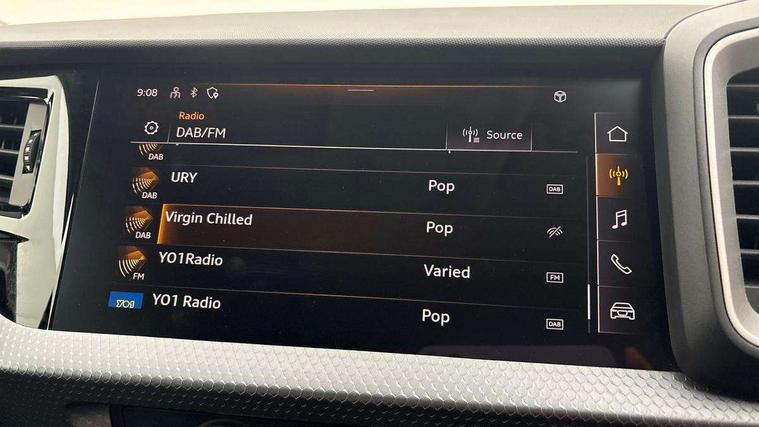 9:08
Radio
DAB/FM
Source
DAB
URY
Pop
DAB
DAB
Virgin Chilled
Pop
DAB
YO1Radio
Varied
FM
FM
YO1 Radio
Pop
DAB